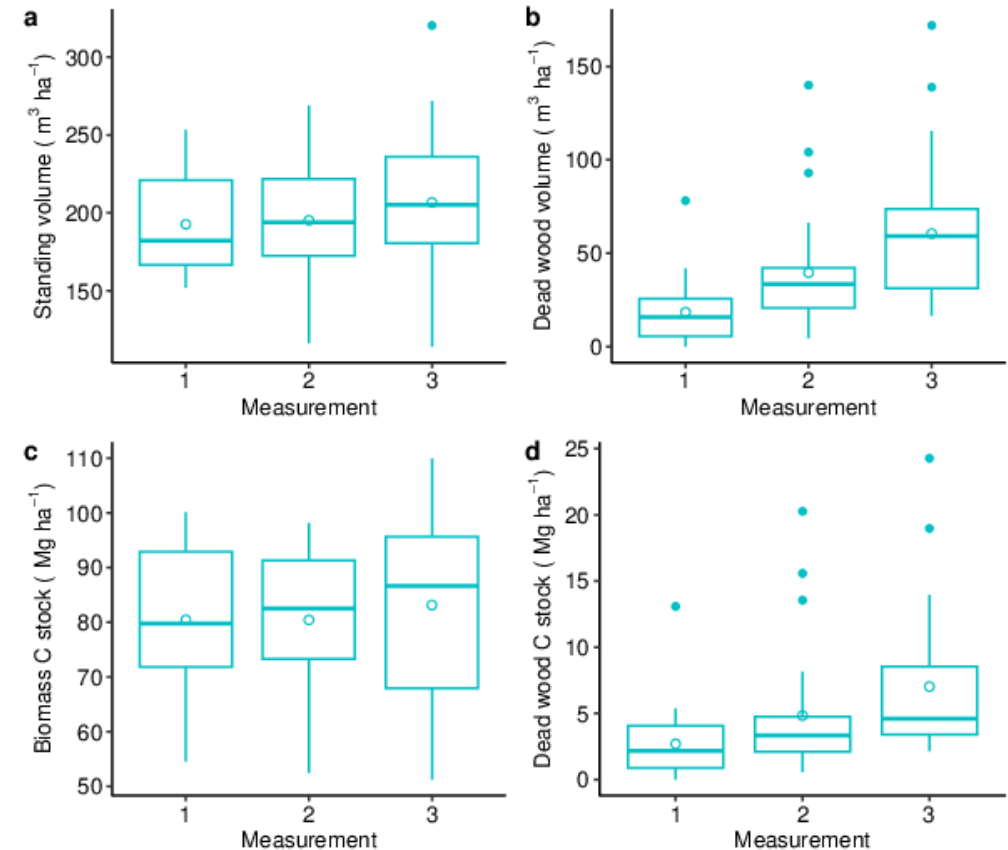 a
Standing volume ( m³ ha⁻¹)
300
250
200
150
1 2 3
Measurement
b
Dead wood volume ( m³ ha⁻¹)
150
100
50
0
1 2 3
Measurement
c
Biomass C stock ( Mg ha⁻¹)
110
100
90
80
70
60
50
1 2 3
Measurement
d
Dead wood C stock ( Mg ha⁻¹)
25
20
15
10
5
0
1 2 3
Measurement